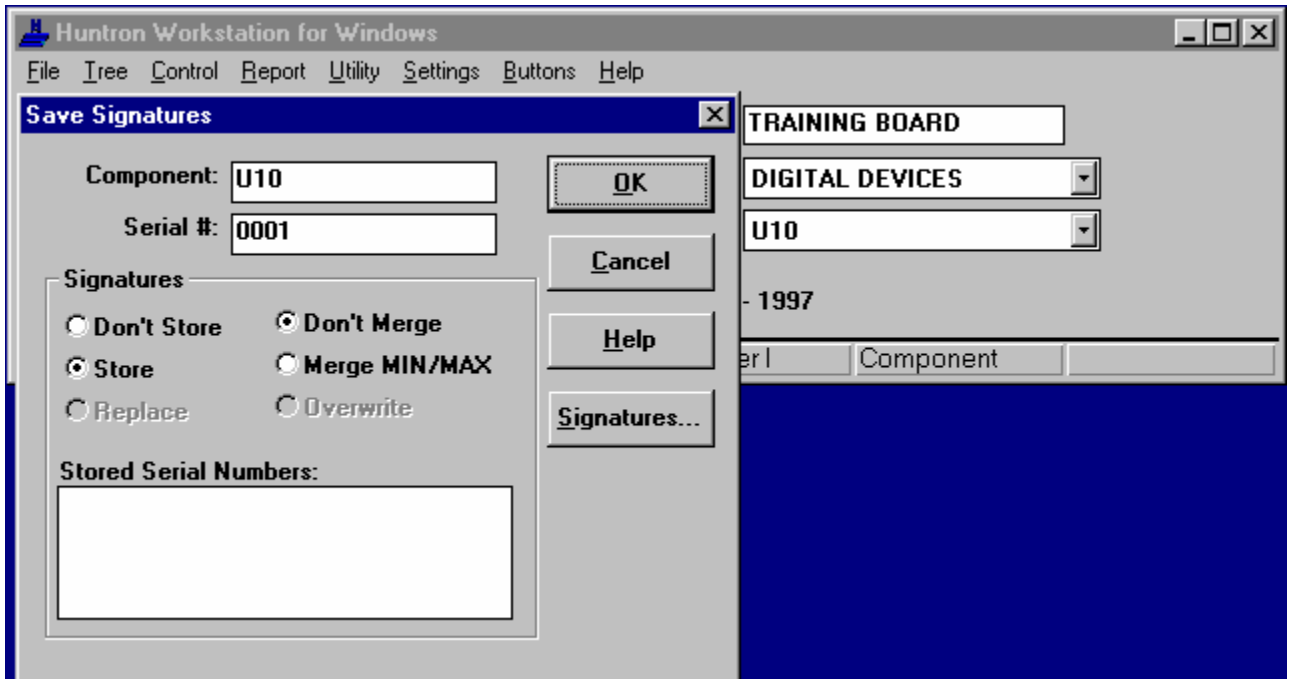 Huntron Workstation for Windows
File Tree Control Report Utility Settings Buttons Help
Save Signatures
Component: U10
Serial #: 0001
OK
Cancel
Help
Signatures...
Signatures
Don't Store Don't Merge
Store Merge MIN/MAX
Replace Overwrite
Stored Serial Numbers:
TRAINING BOARD
DIGITAL DEVICES
U10
- 1997
Component